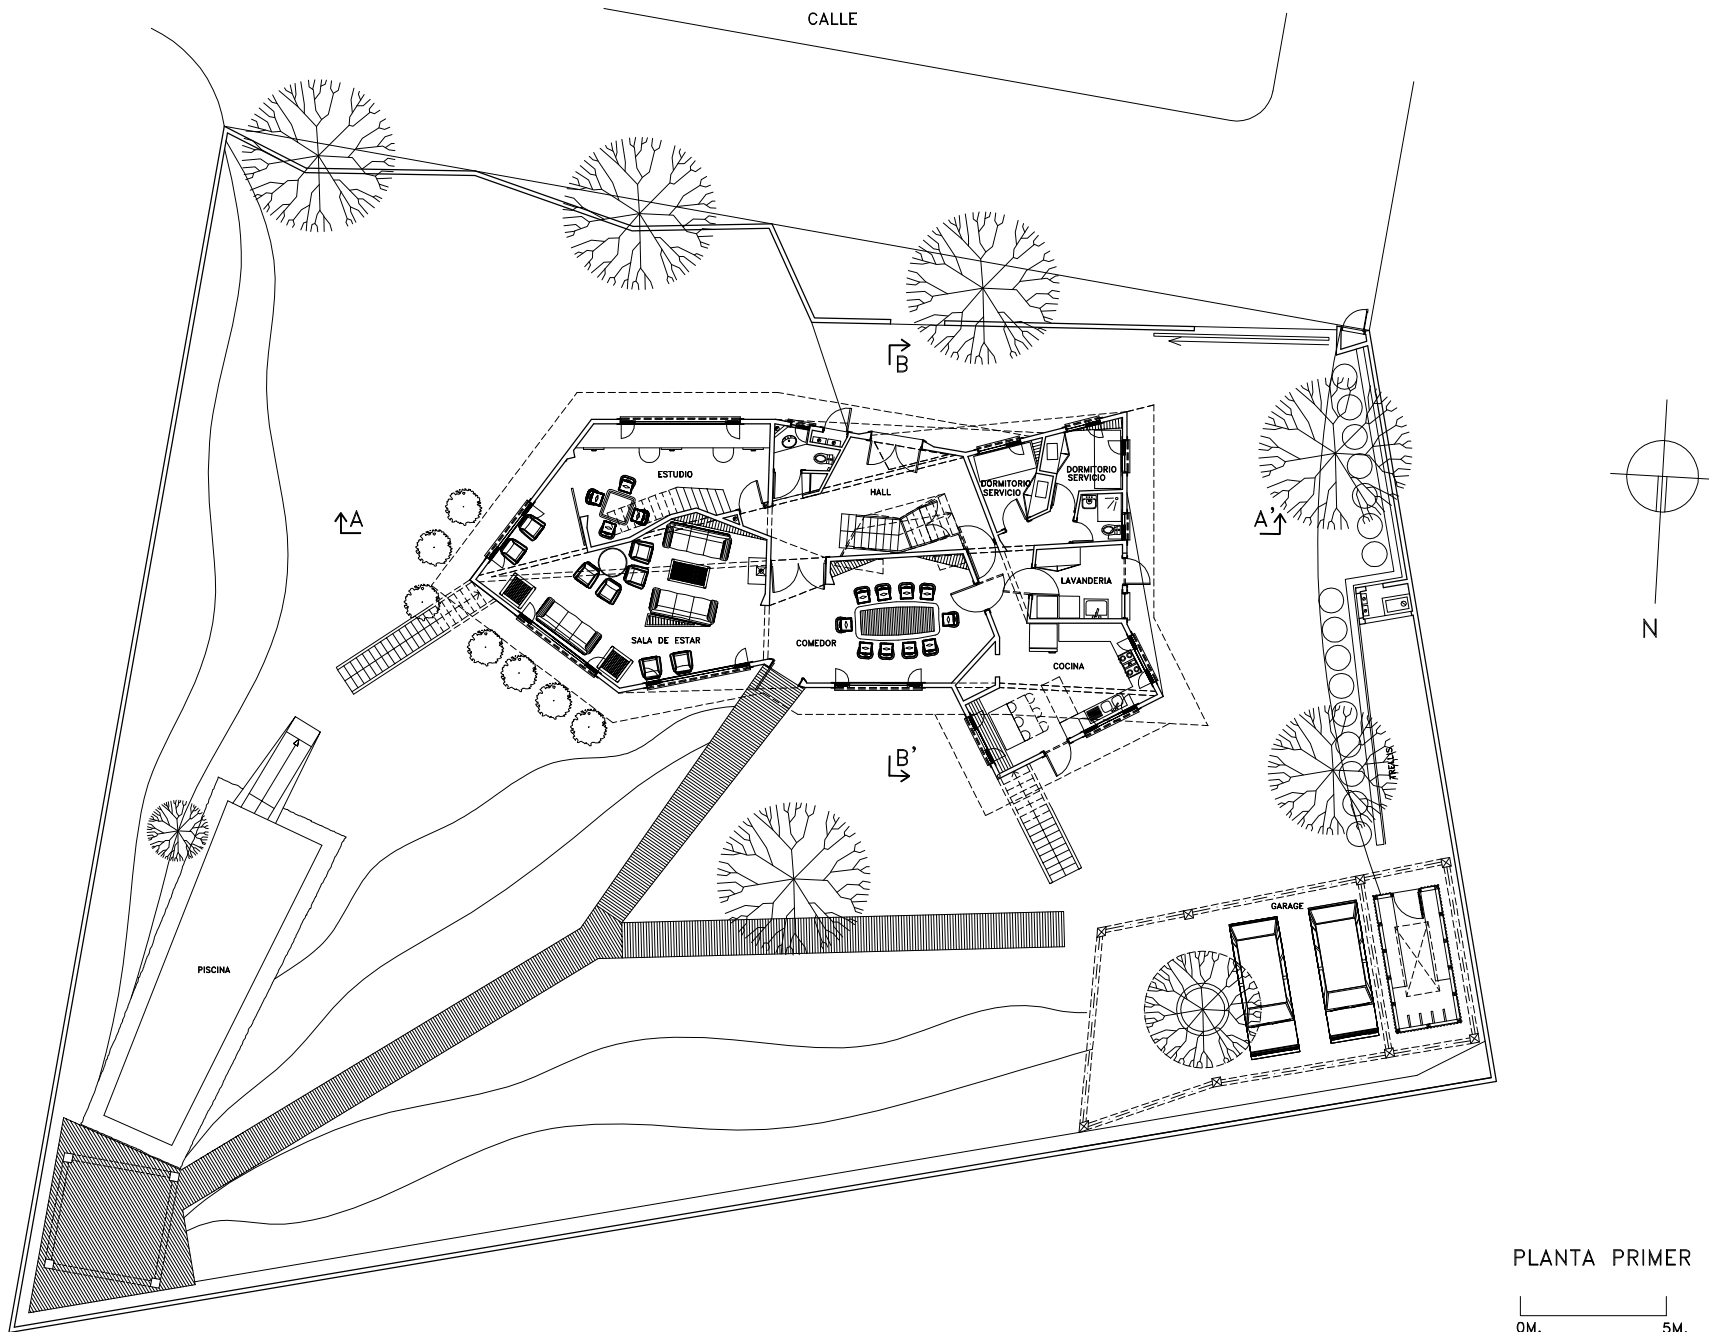 CALLE
B
ESTUDIO
DORMITORIO
SERVICIO
DORMITORIO
SERVICIO
HALL
A
A'
LAVANDERIA
N
SALA DE ESTAR
COMEDOR
COCINA
B'
TREALIS
GARAGE
PISCINA
PLANTA PRIMER
0M.
5M.